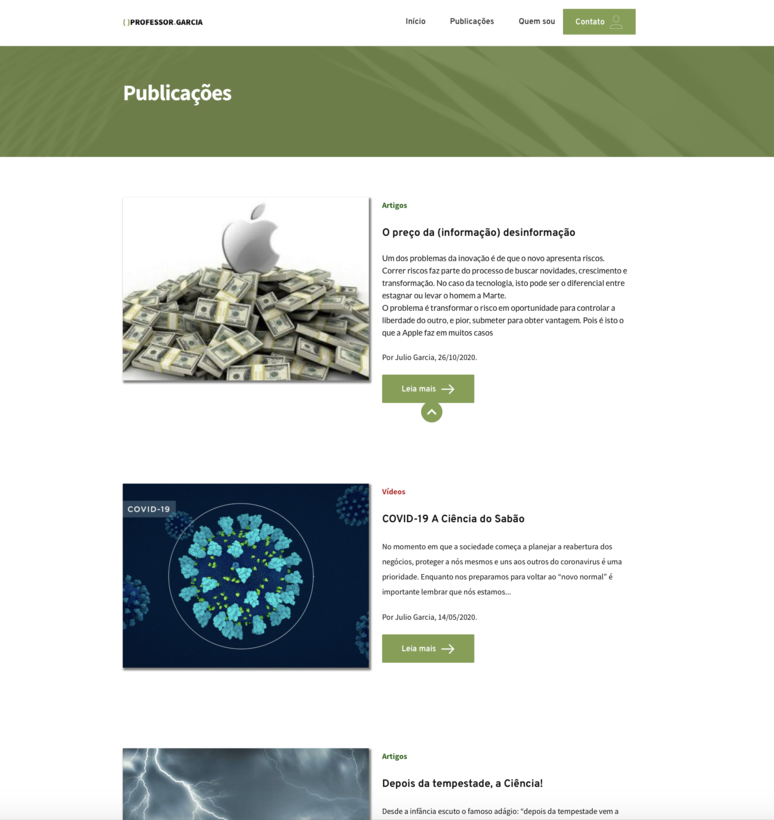 ( )PROFESSOR.GARCIA
Início
Publicações
Quem sou
Contato
Publicações
Artigos
O preço da (informação) desinformação
Um dos problemas da inovação é de que o novo apresenta riscos.
Correr riscos faz parte do processo de buscar novidades, crescimento e
transformação. No caso da tecnologia, isto pode ser o diferencial entre
estagnar ou levar o homem a Marte.
O problema é transformar o risco em oportunidade para controlar a
liberdade do outro, e pior, submeter para obter vantagem. Pois é isto o
que a Apple faz em muitos casos
Por Julio Garcia, 26/10/2020.
Leia mais
COVID-19
Vídeos
COVID-19 A Ciência do Sabão
No momento em que a sociedade começa a planejar a reabertura dos
negócios, proteger a nós mesmos e uns aos outros do coronavírus é uma
prioridade. Enquanto nos preparamos para voltar ao “novo normal” é
importante lembrar que nós estamos...
Por Julio Garcia, 14/05/2020.
Leia mais
Artigos
Depois da tempestade, a Ciência!
Desde a infância escuto o famoso adágio: “depois da tempestade vem a